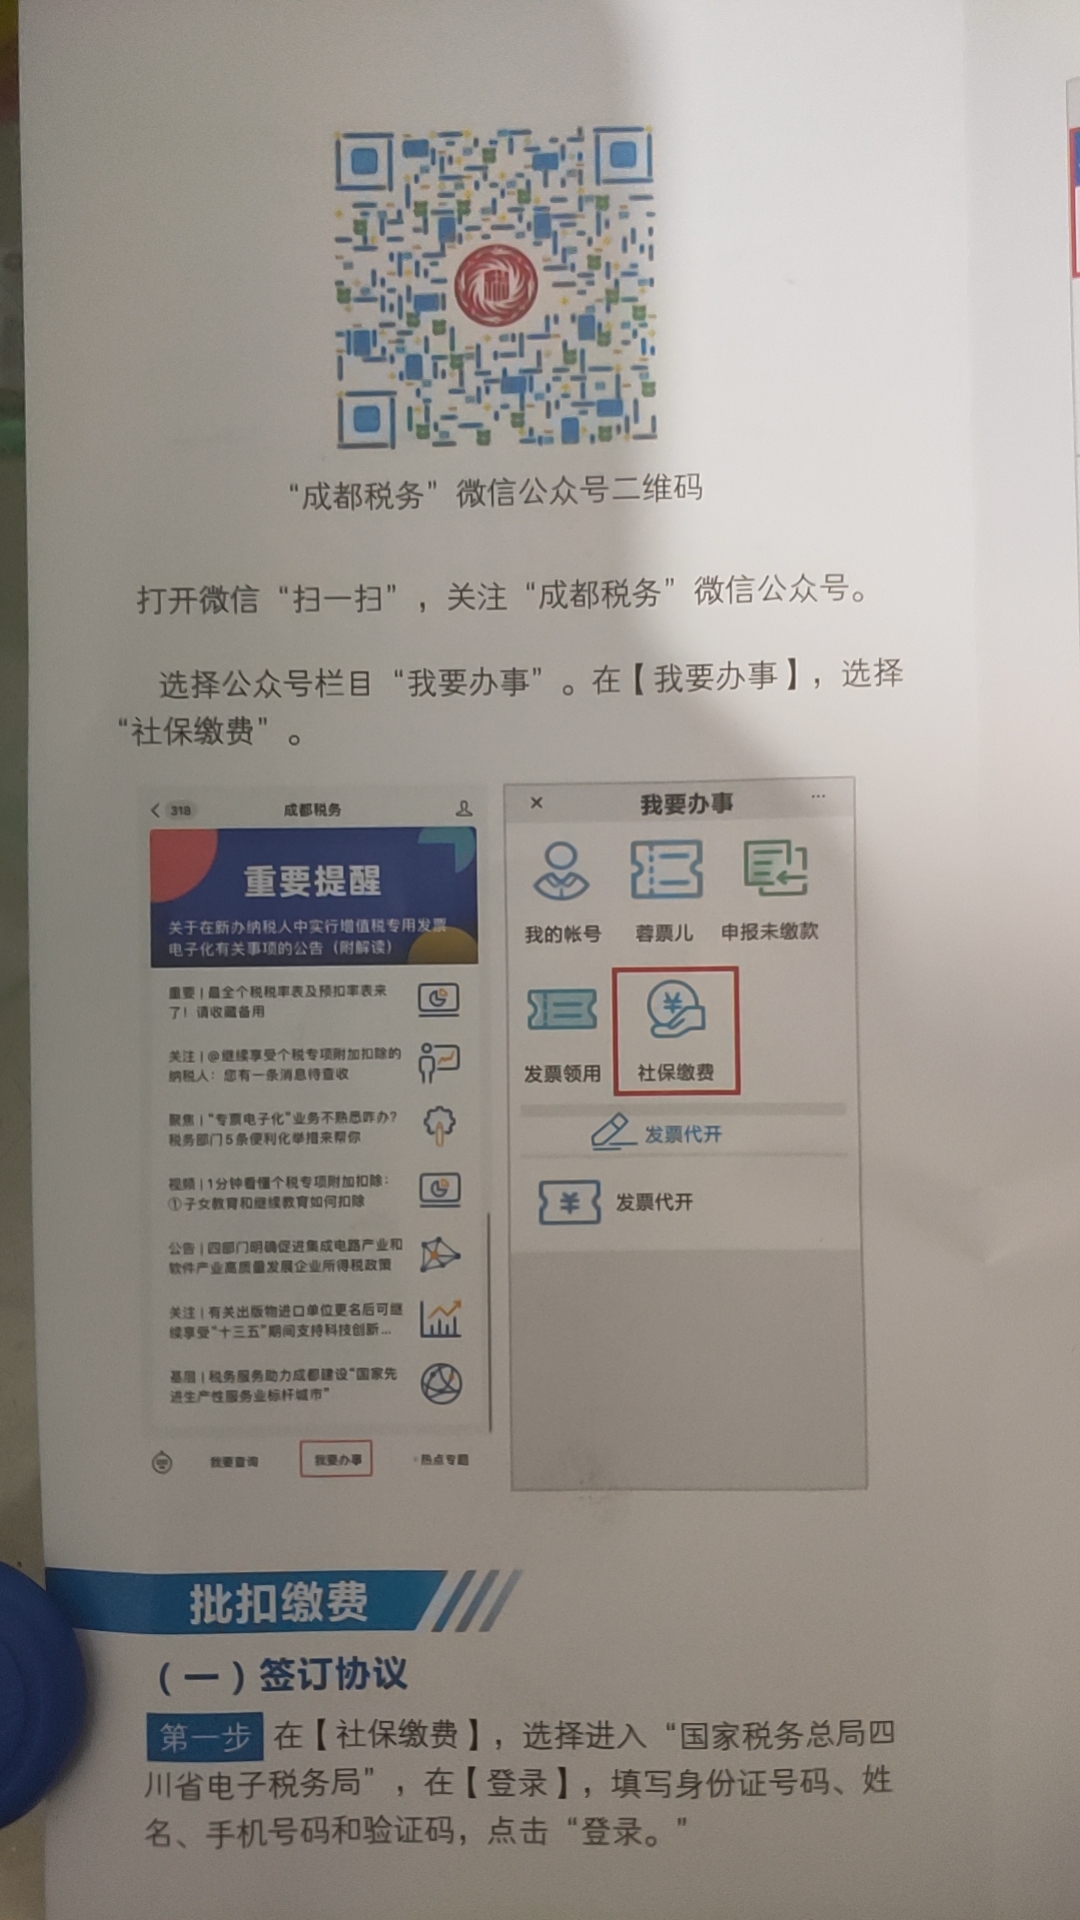 “成都税务”微信公众号二维码
打开微信“扫一扫”，关注“成都税务”微信公众号。
选择公众号栏目“我要办事”。在【我要办事】，选择
“社保缴费”。
318
成都税务
重要提醒
关于在新办纳税人中实行增值税专用发票
电子化有关事项的公告（附解读）
重要 | 最全个税税率表及预扣率表来
了！请收藏备用
关注 | @继续享受个税专项附加扣除的
纳税人：您有一条消息待查收
聚焦 | “专票电子化”业务不熟悉咋办？
税务部门5条便利化举措来帮你
视频 | 1分钟看懂个税专项附加扣除：
①子女教育和继续教育如何扣除
公告 | 四部门明确促进集成电路产业和
软件产业高质量发展企业所得税政策
关注 | 有关出版物进口单位更名后可继
续享受“十三五”期间支持科技创新...
基层 | 税务服务助力成都建设“国家先
进生产性服务业标杆城市”
我要查询
我要办事
热点专题
我要办事
我的帐号
蓉票儿
申报未缴款
发票领用
社保缴费
发票代开
发票代开
批扣缴费
（一）签订协议
第一步 在【社保缴费】，选择进入“国家税务总局四
川省电子税务局”，在【登录】，填写身份证号码、姓
名、手机号码和验证码，点击“登录。”